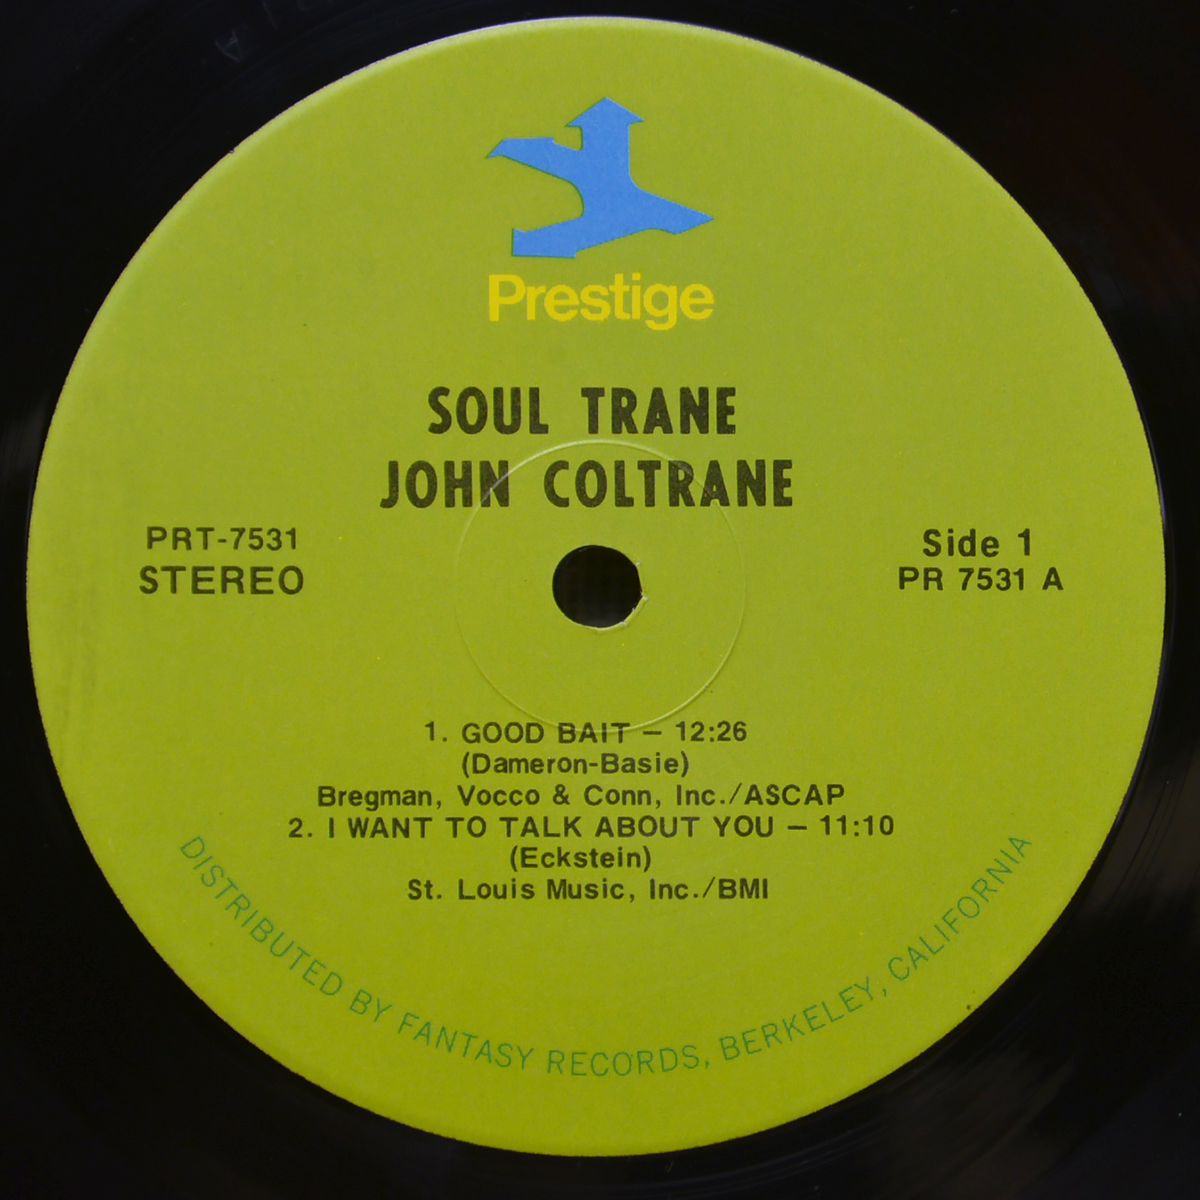 Prestige
SOUL TRANE
JOHN COLTRANE
PRT-7531
STEREO
Side 1
PR 7531 A
1. GOOD BAIT – 12:26
(Dameron-Basie)
Bregman, Vocco & Conn, Inc./ASCAP
2. I WANT TO TALK ABOUT YOU – 11:10
(Eckstein)
St. Louis Music, Inc./BMI
DISTRIBUTED BY FANTASY RECORDS, BERKELEY, CALIFORNIA